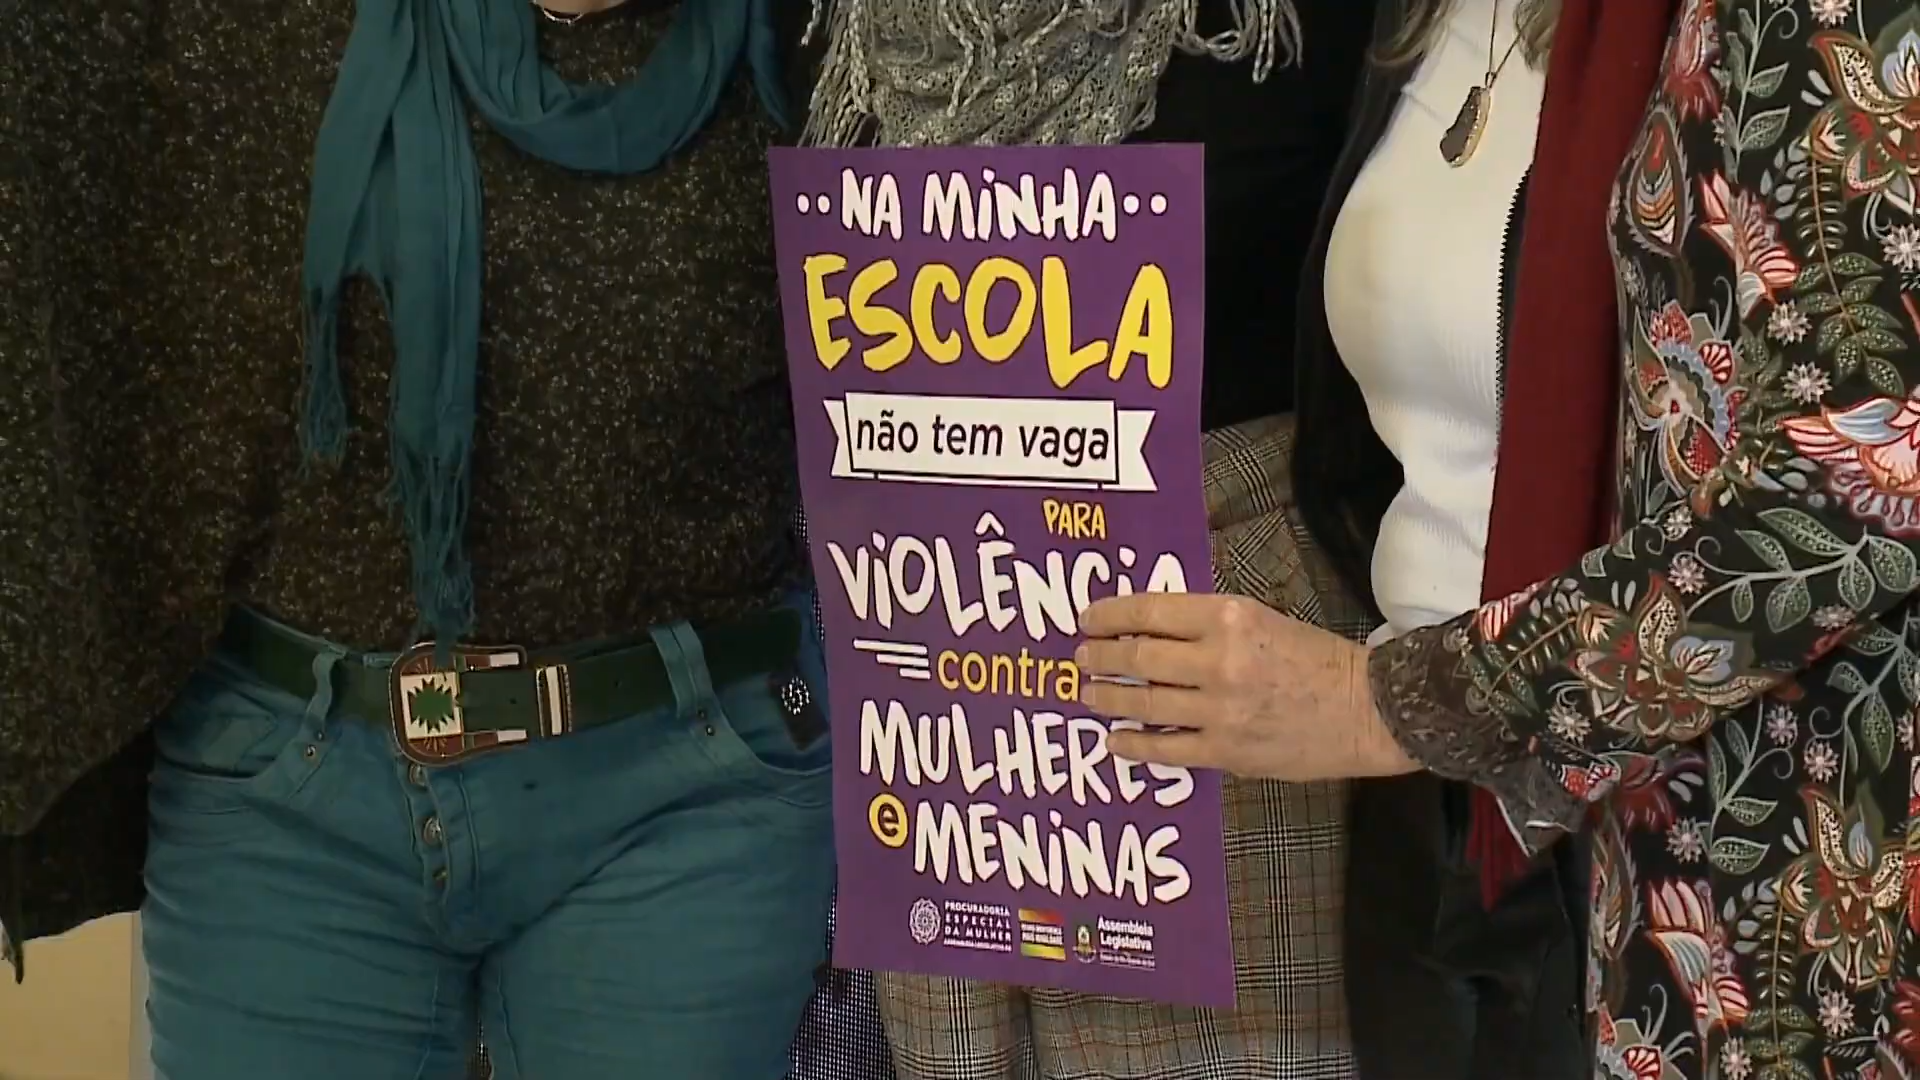 NA MINHA
ESCOLA
não tem vaga
PARA
VIOLÊNCIA
contra
MULHERES
e MENINAS
PROCURADORIA
ESPECIAL
DA MULHER
Assembleia
Legislativa